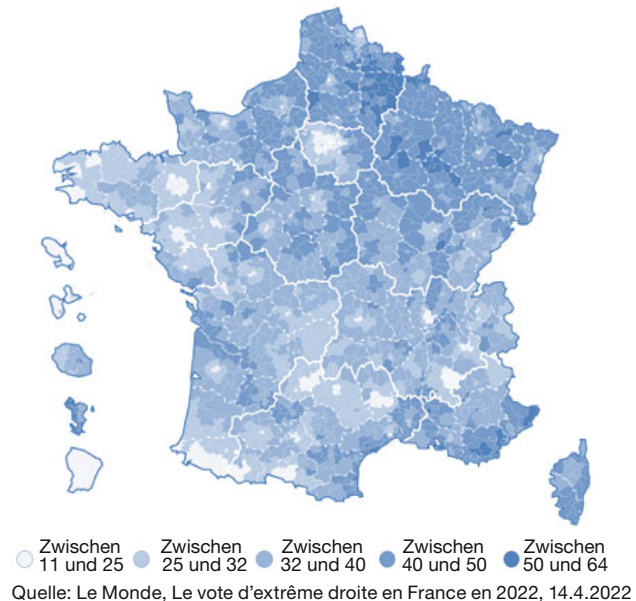 Zwischen
11 und 25
Zwischen
25 und 32
Zwischen
32 und 40
Zwischen
40 und 50
Zwischen
50 und 64
Quelle: Le Monde, Le vote d’extrême droite en France en 2022, 14.4.2022